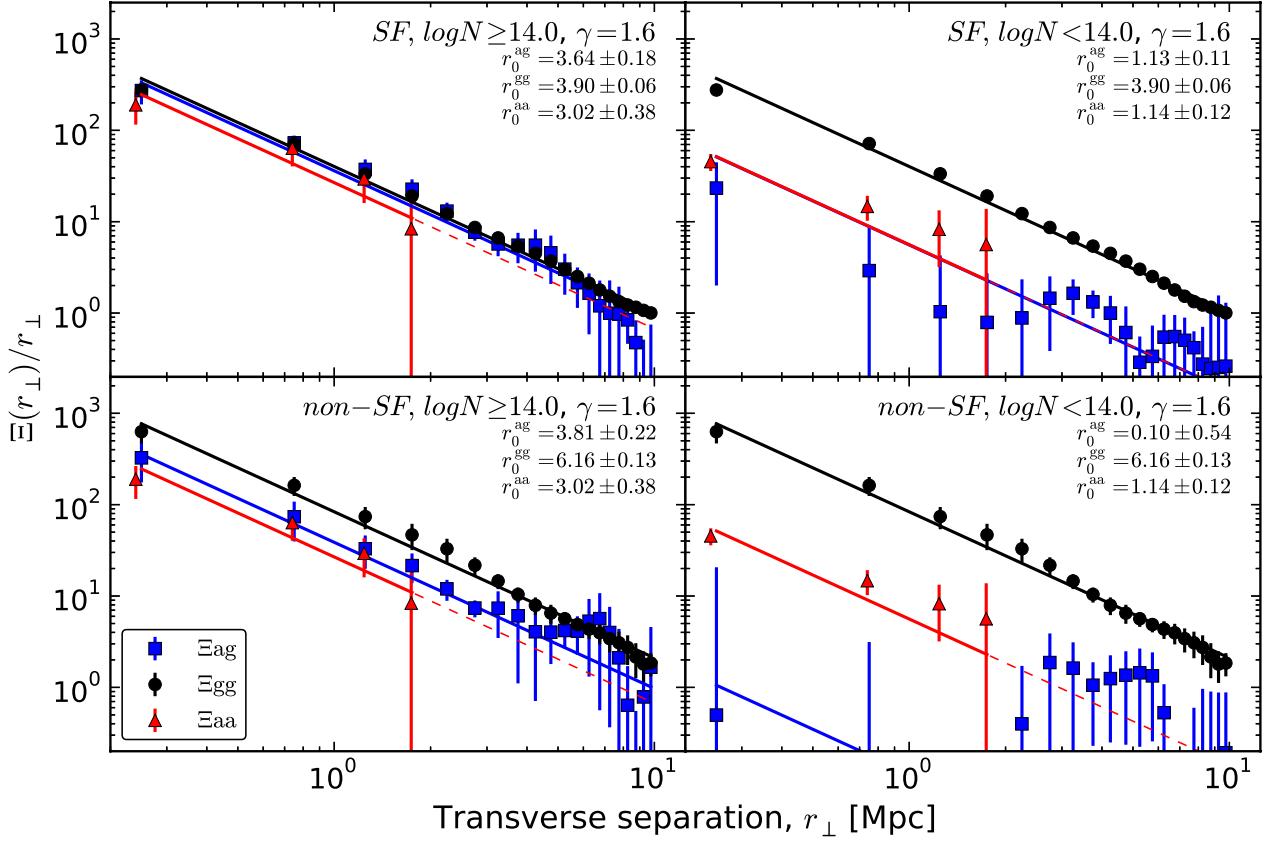 SF, logN ≥14.0, γ=1.6
r₀ᵃᵍ=3.64±0.18
r₀ᵍᵍ=3.90±0.06
r₀ᵃᵃ=3.02±0.38
SF, logN <14.0, γ=1.6
r₀ᵃᵍ=1.13±0.11
r₀ᵍᵍ=3.90±0.06
r₀ᵃᵃ=1.14±0.12
10³
10²
10¹
10⁰
non−SF, logN ≥14.0, γ=1.6
r₀ᵃᵍ=3.81±0.22
r₀ᵍᵍ=6.16±0.13
r₀ᵃᵃ=3.02±0.38
non−SF, logN <14.0, γ=1.6
r₀ᵃᵍ=0.10±0.54
r₀ᵍᵍ=6.16±0.13
r₀ᵃᵃ=1.14±0.12
10³
10²
10¹
10⁰
Ξag
Ξgg
Ξaa
10⁰
10¹
10⁰
10¹
Ξ(r⊥)/r⊥
Transverse separation, r⊥ [Mpc]